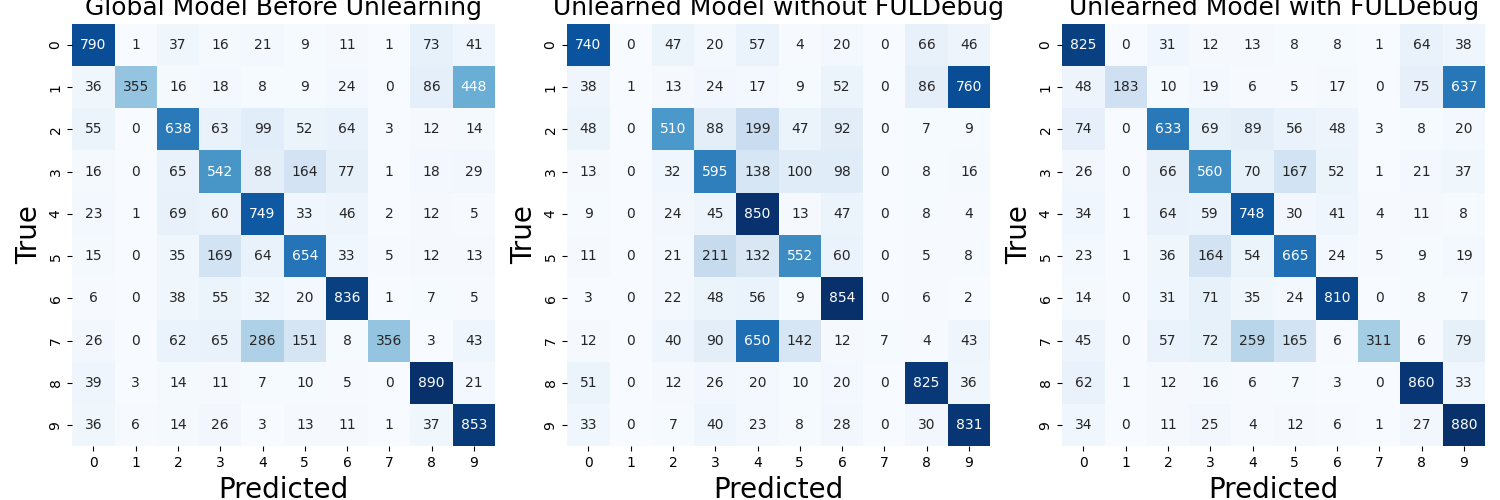 Global Model Before Unlearning
0 790 1 37 16 21 9 11 1 73 41
1 36 355 16 18 8 9 24 0 86 448
2 55 0 638 63 99 52 64 3 12 14
3 16 0 65 542 88 164 77 1 18 29
4 23 1 69 60 749 33 46 2 12 5
5 15 0 35 169 64 654 33 5 12 13
6 6 0 38 55 32 20 836 1 7 5
7 26 0 62 65 286 151 8 356 3 43
8 39 3 14 11 7 10 5 0 890 21
9 36 6 14 26 3 13 11 1 37 853
0 1 2 3 4 5 6 7 8 9
True
Predicted
Unlearned Model without FULDebug
0 740 0 47 20 57 4 20 0 66 46
1 38 1 13 24 17 9 52 0 86 760
2 48 0 510 88 199 47 92 0 7 9
3 13 0 32 595 138 100 98 0 8 16
4 9 0 24 45 850 13 47 0 8 4
5 11 0 21 211 132 552 60 0 5 8
6 3 0 22 48 56 9 854 0 6 2
7 12 0 40 90 650 142 12 7 4 43
8 51 0 12 26 20 10 20 0 825 36
9 33 0 7 40 23 8 28 0 30 831
0 1 2 3 4 5 6 7 8 9
True
Predicted
Unlearned Model with FULDebug
0 825 0 31 12 13 8 8 1 64 38
1 48 183 10 19 6 5 17 0 75 637
2 74 0 633 69 89 56 48 3 8 20
3 26 0 66 560 70 167 52 1 21 37
4 34 1 64 59 748 30 41 4 11 8
5 23 1 36 164 54 665 24 5 9 19
6 14 0 31 71 35 24 810 0 8 7
7 45 0 57 72 259 165 6 311 6 79
8 62 1 12 16 6 7 3 0 860 33
9 34 0 11 25 4 12 6 1 27 880
0 1 2 3 4 5 6 7 8 9
True
Predicted